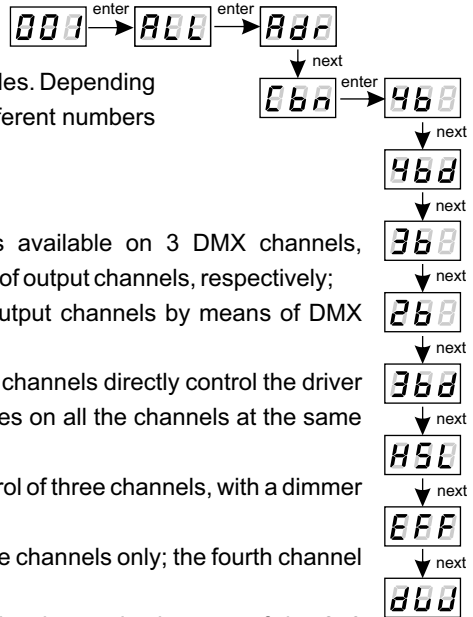 enter enter
001 ALL Adr
next
les. Depending
enter
Cbn 4b
ferent numbers
next
4bd
next
s available on 3 DMX channels,
3b
of output channels, respectively;
next
utput channels by means of DMX
2b
next
channels directly control the driver
3bd
es on all the channels at the same
next
HSL
rol of three channels, with a dimmer
next
EFF
e channels only; the fourth channel
next
dUU